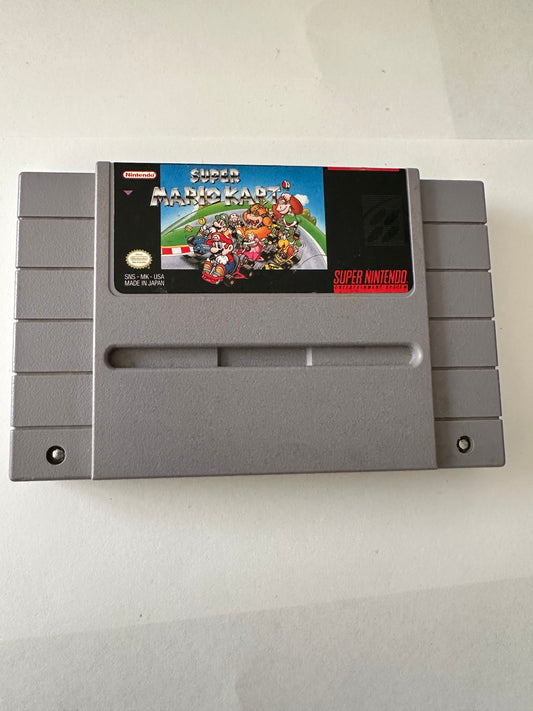 Nintendo
SUPER
MARIO KART
SNS - MK - USA
MADE IN JAPAN
SUPER NINTENDO
ENTERTAINMENT SYSTEM